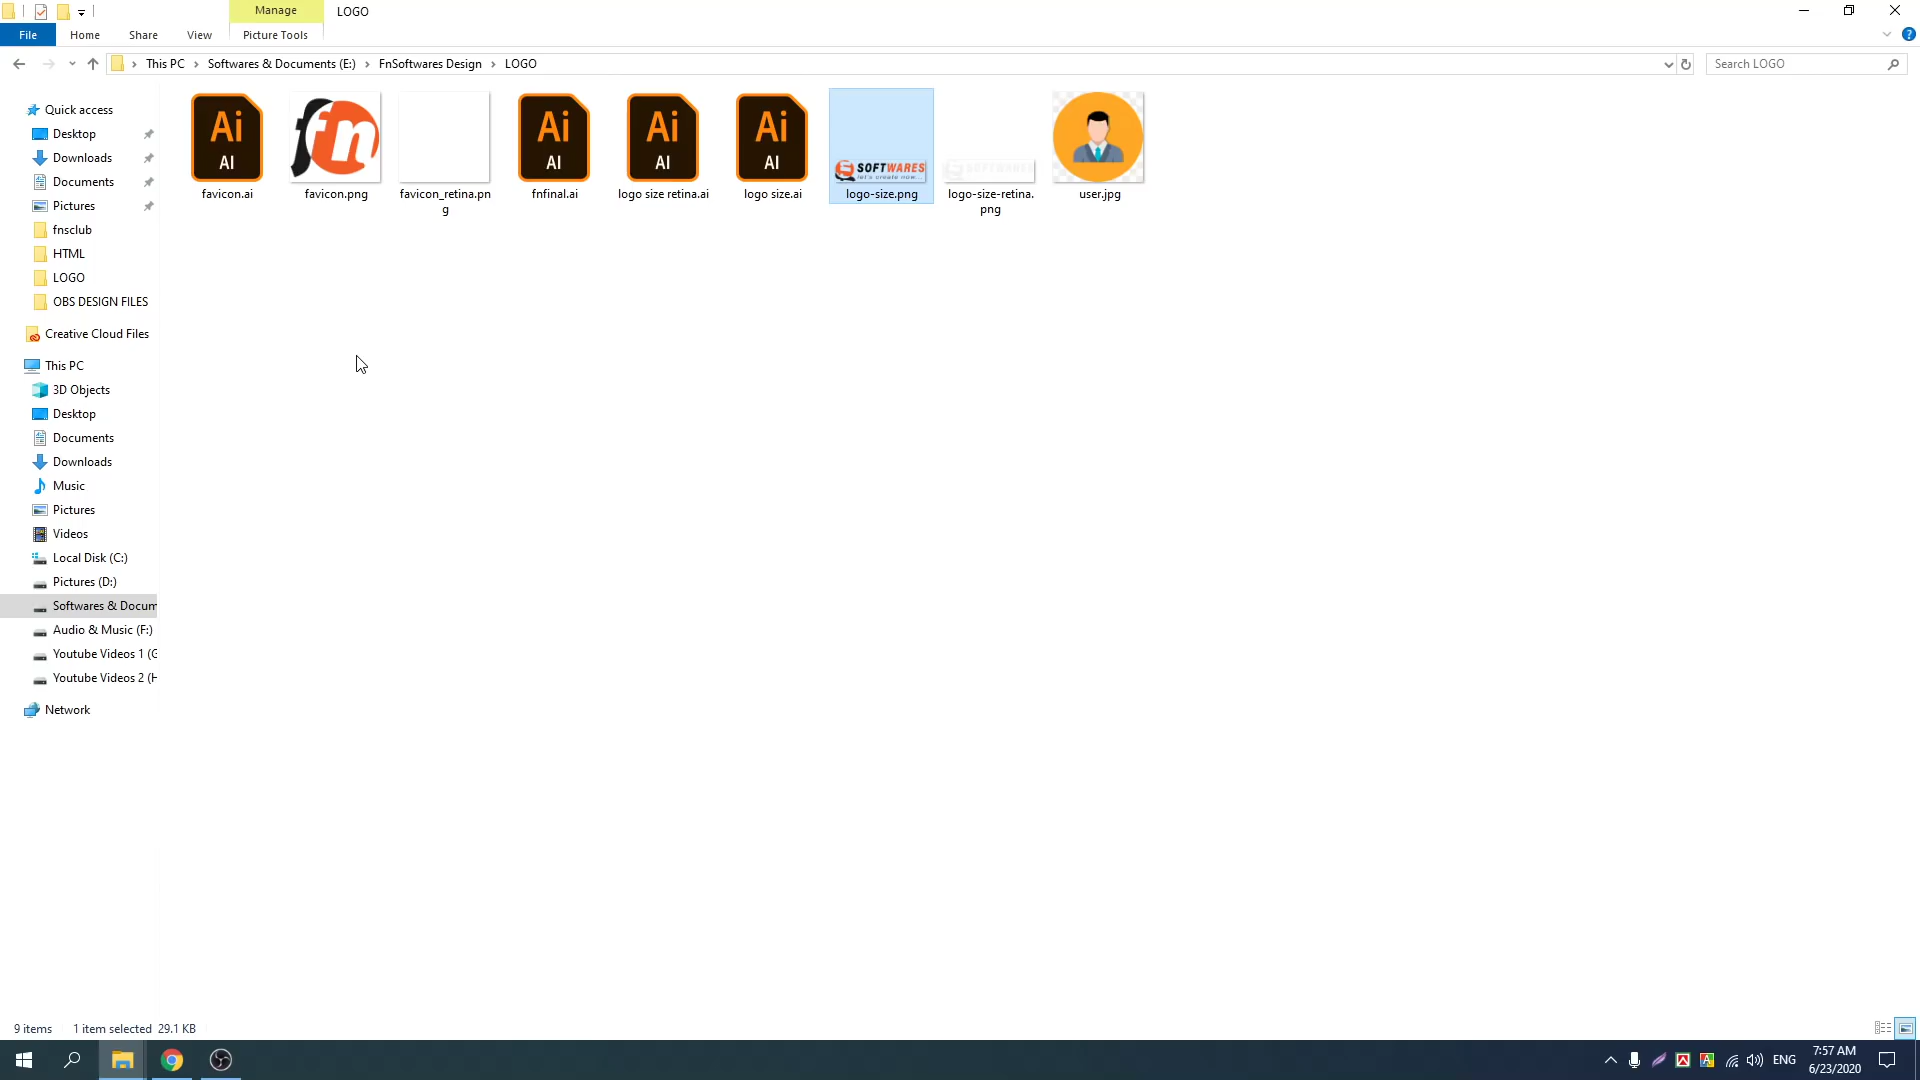 Manage
LOGO
File
Home
Share
View
Picture Tools
This PC
Softwares & Documents (E:)
FnSoftwares Design
LOGO
Search LOGO
Quick access
Desktop
Downloads
Documents
Pictures
fnsclub
HTML
LOGO
OBS DESIGN FILES
Creative Cloud Files
This PC
3D Objects
Desktop
Documents
Downloads
Music
Pictures
Videos
Local Disk (C:)
Pictures (D:)
Softwares & Docum
Audio & Music (F:)
Youtube Videos 1 (G
Youtube Videos 2 (H
Network
Ai
AI
favicon.ai
fn
favicon.png
favicon_retina.pn
g
Ai
AI
fnfinal.ai
Ai
AI
logo size retina.ai
Ai
AI
logo size.ai
SOFTWARES
let's create now...
logo-size.png
SOFTWARES
logo-size-retina.
png
user.jpg
9 items
1 item selected 29.1 KB
ENG
7:57 AM
6/23/2020